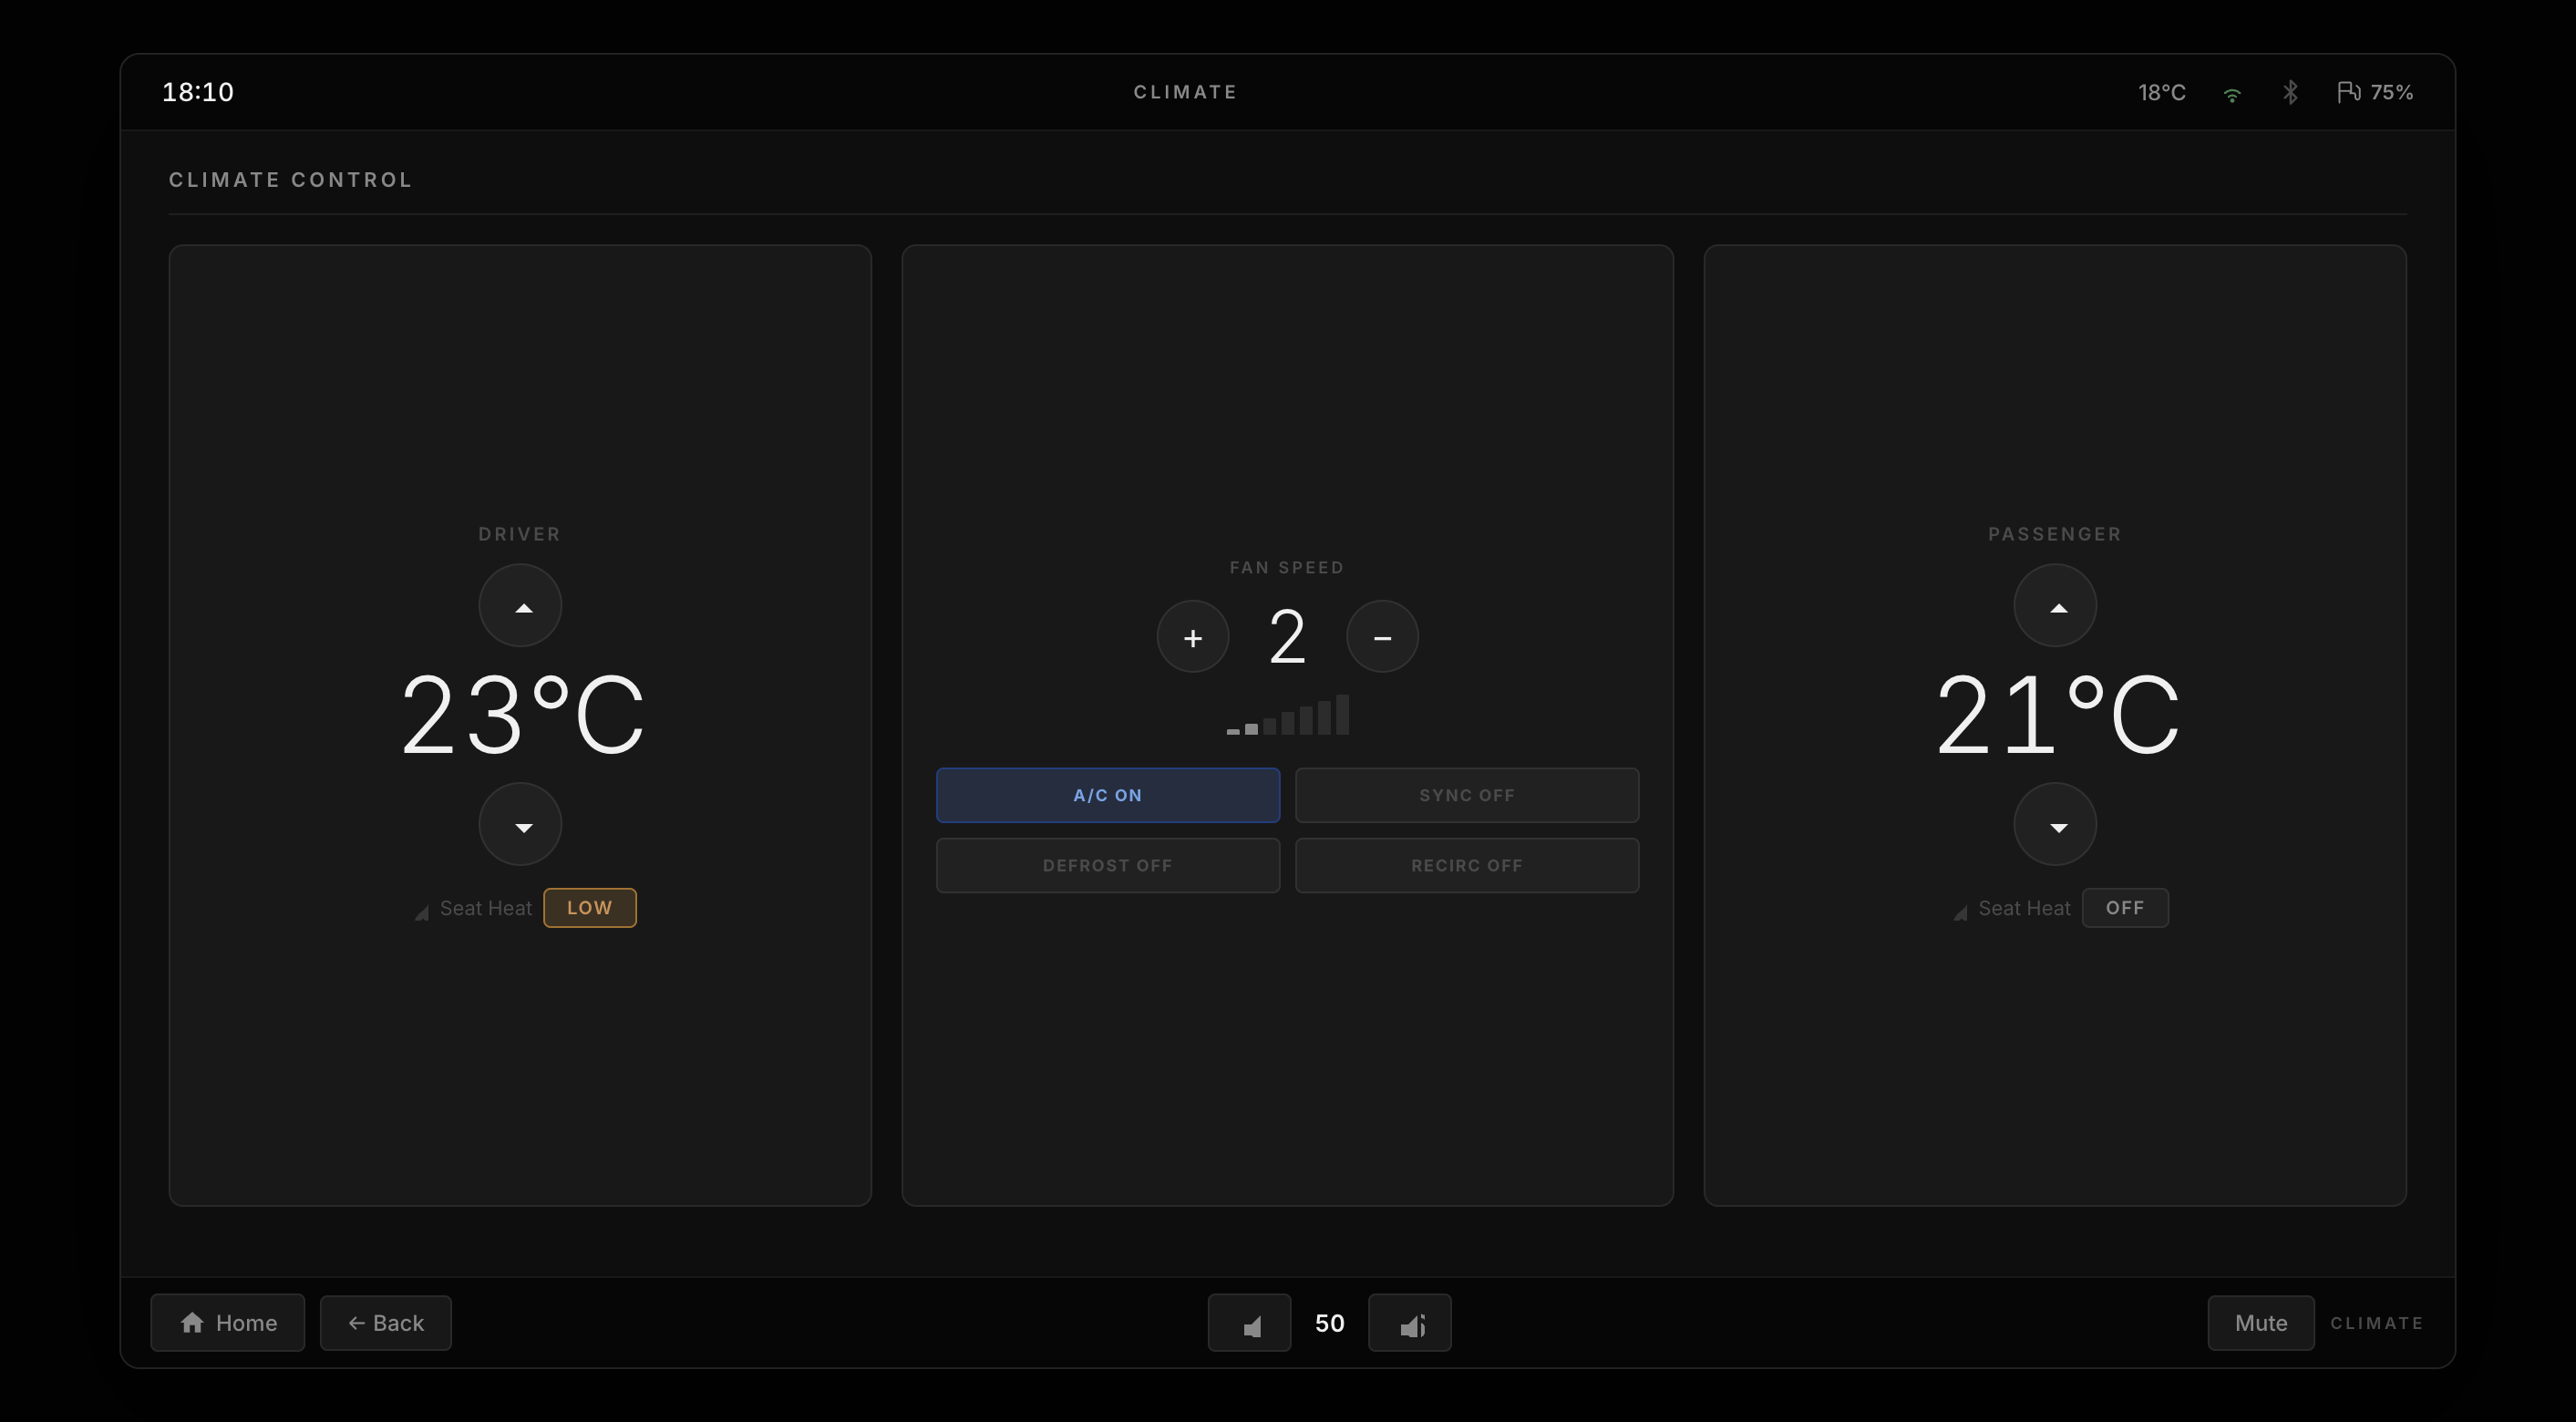 18:10
CLIMATE
18°C
75%
CLIMATE CONTROL
DRIVER
23°C
Seat Heat LOW
FAN SPEED
+ 2 −
A/C ON
SYNC OFF
DEFROST OFF
RECIRC OFF
PASSENGER
21°C
Seat Heat OFF
Home
← Back
50
Mute
CLIMATE